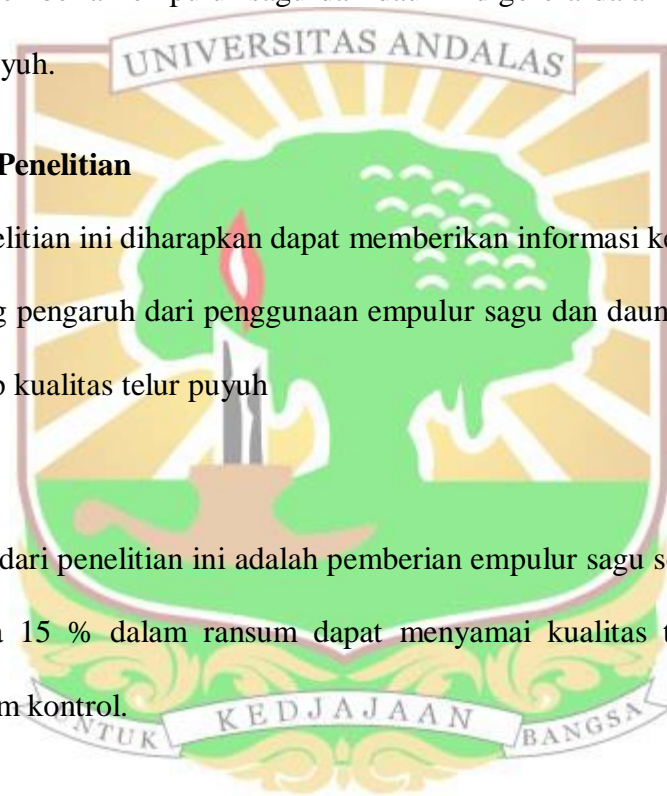 yuh.
UNIVERSITAS ANDALAS
Penelitian
elitian ini diharapkan dapat memberikan informasi
g pengaruh dari penggunaan empulur sagu dan daun
kualitas telur puyuh
dari penelitian ini adalah pemberian empulur sagu
15 % dalam ransum dapat menyamai kualitas
m kontrol.
UNTUK KEDJAJAAN BANGSA